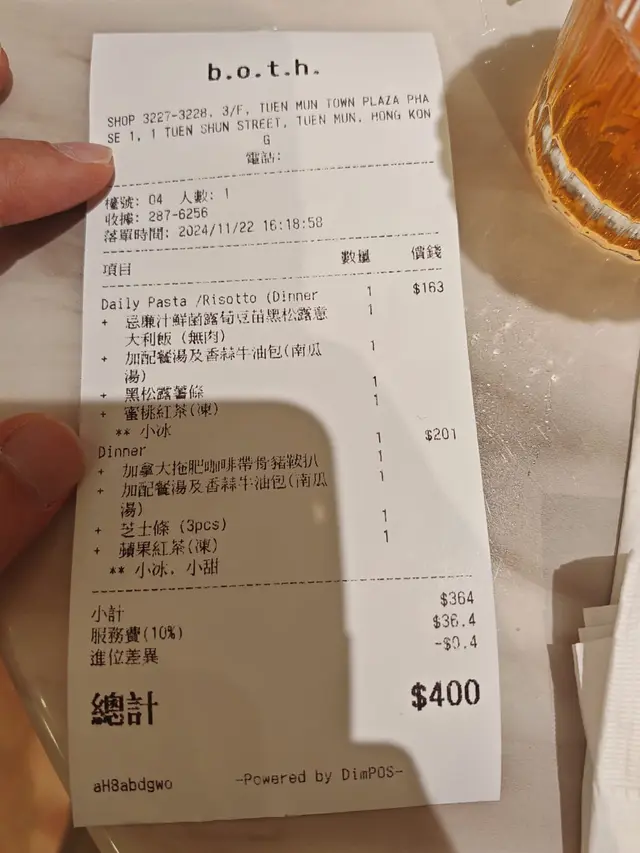 b.o.t.h.
SHOP 3227-3228, 3/F, TUEN MUN TOWN PLAZA PHA
SE 1, 1 TUEN SHUN STREET, TUEN MUN, HONG KON
G
電話:
檯號: 04 人數: 1
收據: 287-6256
落單時間: 2024/11/22 16:18:58
項目 數量 價錢
Daily Pasta /Risotto (Dinner 1 $163
+ 忌廉汁鮮菌露筍豆苗黑松露意 1
大利飯 (無肉)
+ 加配餐湯及香蒜牛油包(南瓜 1
湯)
+ 黑松露薯條 1
+ 蜜桃紅茶(凍) 1
** 小冰
Dinner 1 $201
+ 加拿大拖肥咖啡帶骨豬鞍扒 1
+ 加配餐湯及香蒜牛油包(南瓜 1
湯)
+ 芝士條 (3pcs) 1
+ 蘋果紅茶(凍) 1
** 小冰, 小甜
小計 $364
服務費(10%) $36.4
進位差異 -$0.4
總計 $400
aH8abdgwo -Powered by DimPOS-